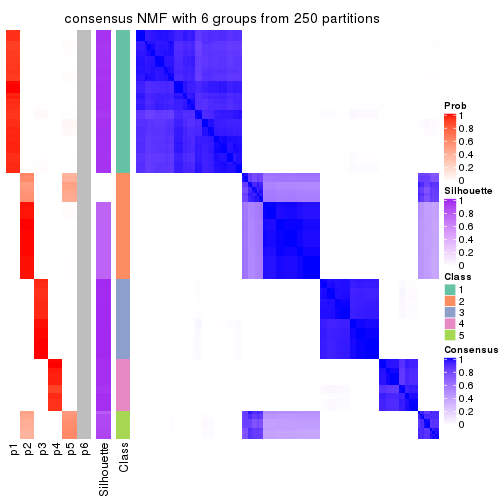 consensus NMF with 6 groups from 250 partitions
Prob
1
0.8
0.6
0.4
0.2
0
Silhouette
1
0.8
0.6
0.4
0.2
0
Class
1
2
3
4
5
Consensus
1
0.8
0.6
0.4
0.2
0
p1
p2
p3
p4
p5
p6
Silhouette
Class